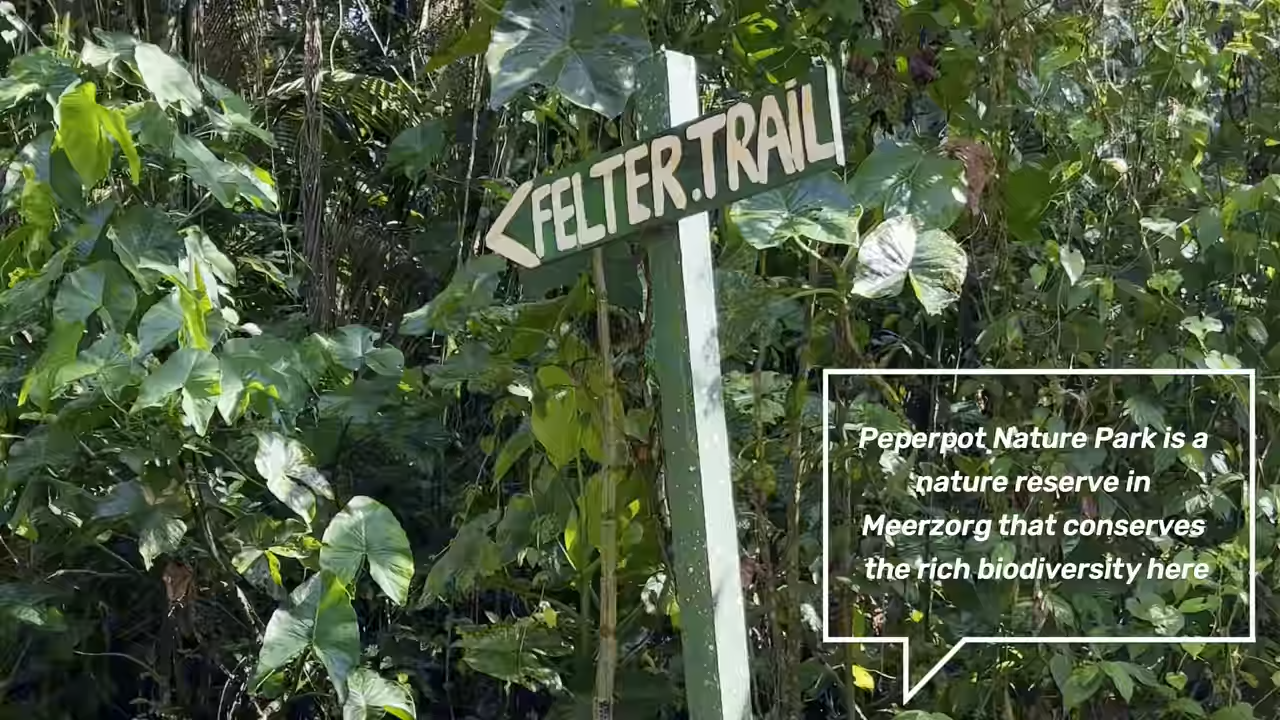 FELTER.TRAIL
Peperpot Nature Park is a
nature reserve in
Meerzorg that conserves
the rich biodiversity here